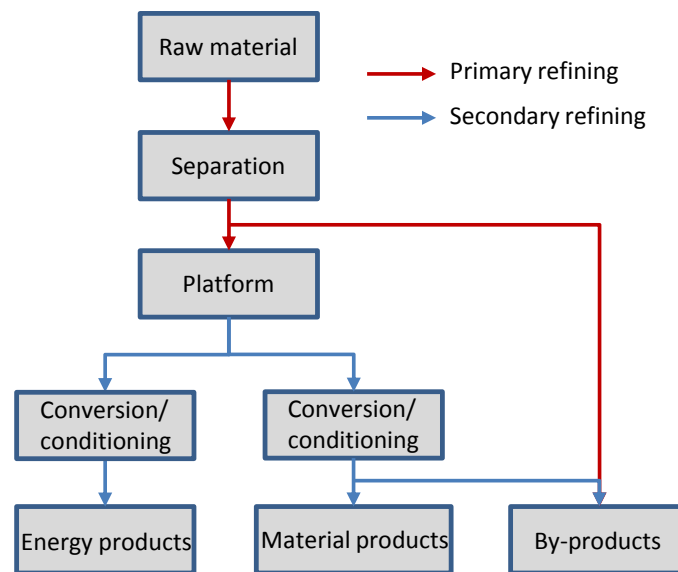 Raw material
Primary refining
Secondary refining
Separation
Platform
Conversion/
conditioning
Conversion/
conditioning
Energy products
Material products
By-products